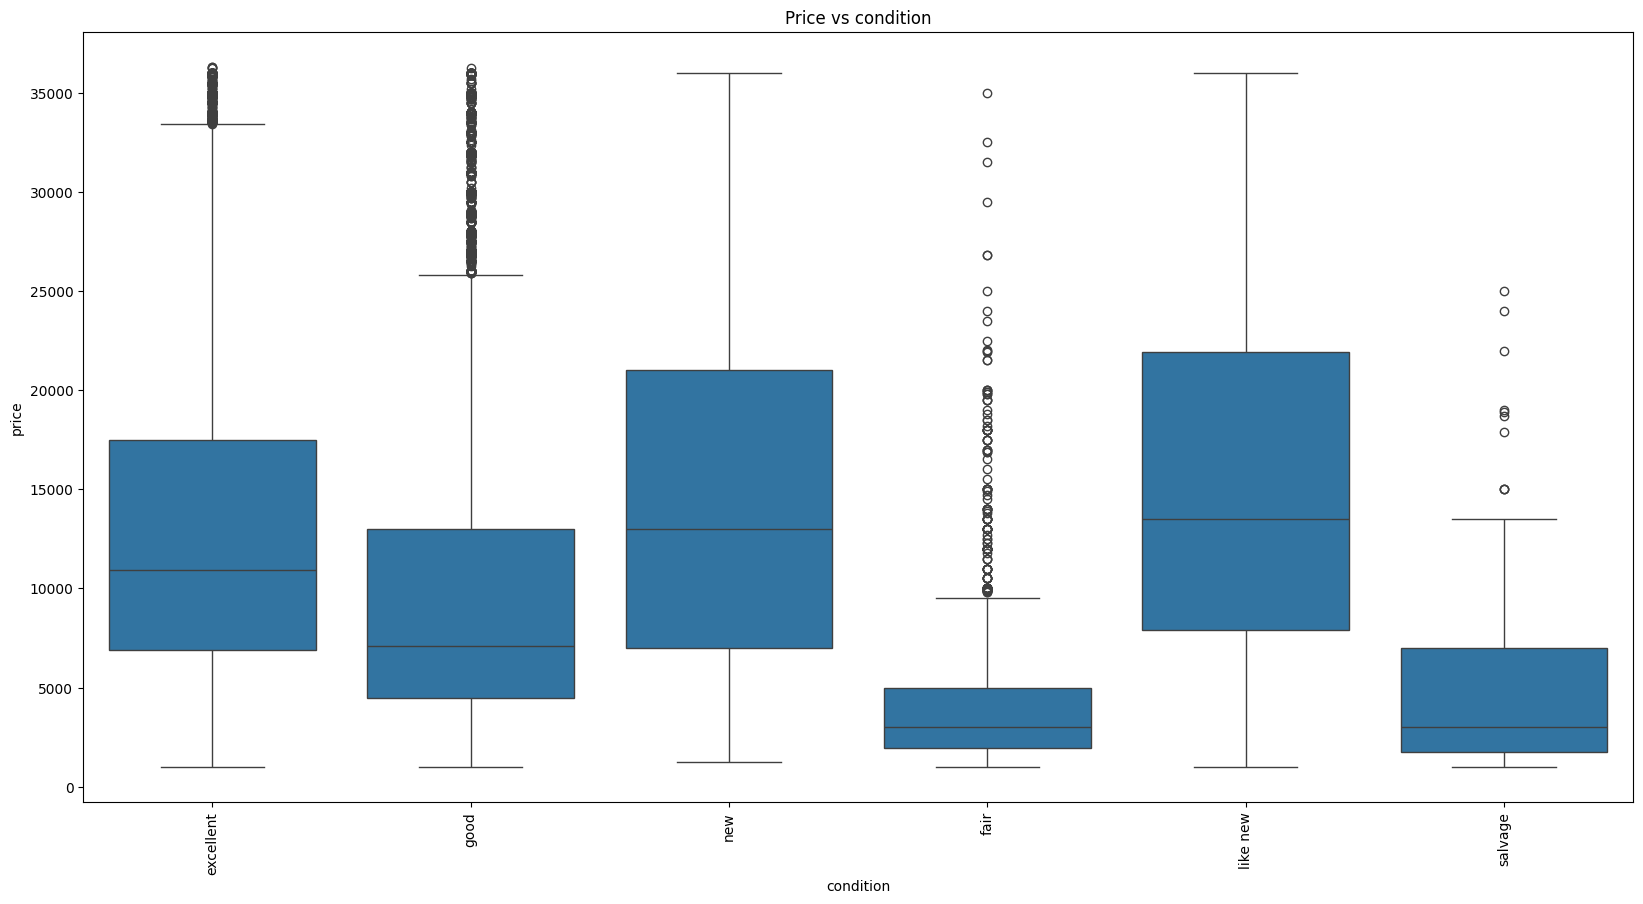 Price vs condition
35000
30000
25000
20000
15000
10000
5000
0
price
excellent
good
new
fair
like new
salvage
condition